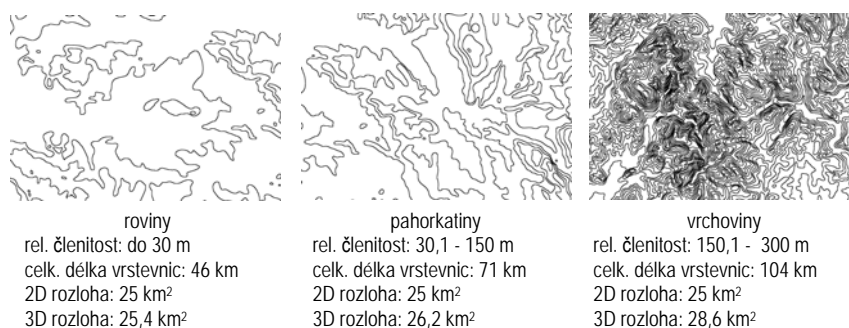 roviny
rel. členitost: do 30 m
celk. délka vrstevnic: 46 km
2D rozloha: 25 km²
3D rozloha: 25,4 km²
pahorkatiny
rel. členitost: 30,1 - 150 m
celk. délka vrstevnic: 71 km
2D rozloha: 25 km²
3D rozloha: 26,2 km²
vrchoviny
rel. členitost: 150,1 - 300 m
celk. délka vrstevnic: 104 km
2D rozloha: 25 km²
3D rozloha: 28,6 km²